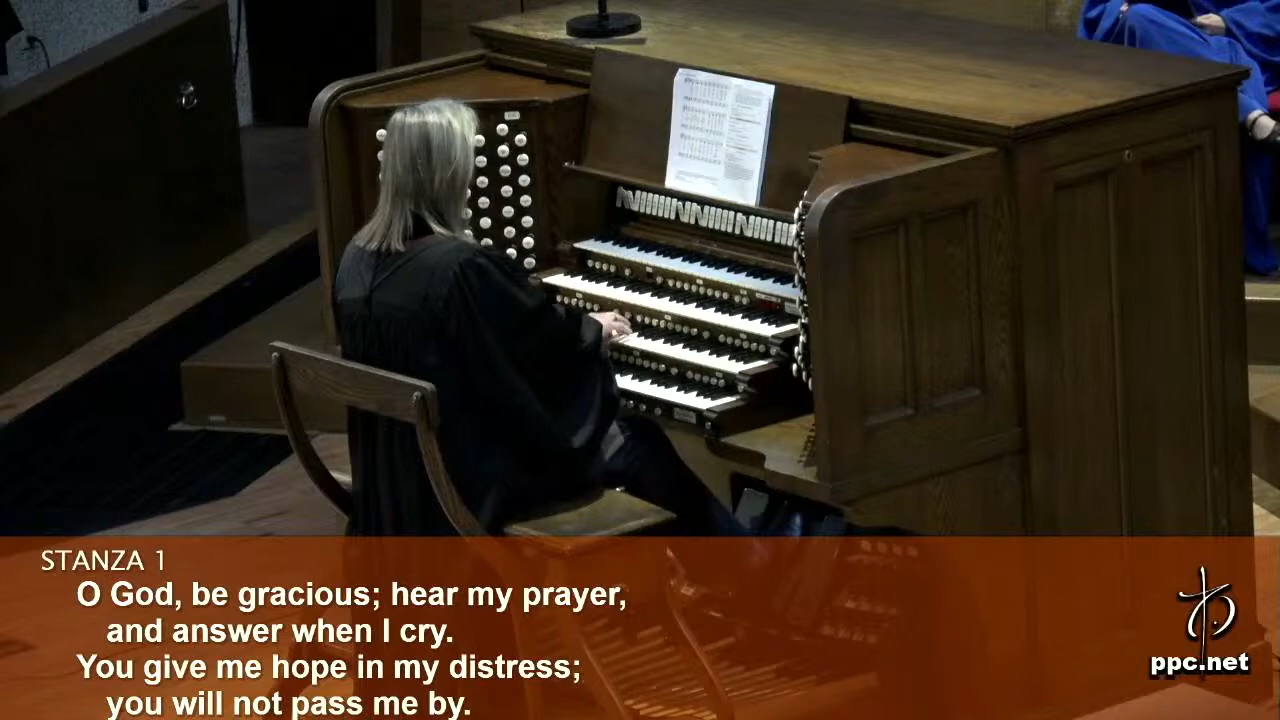 STANZA 1
O God, be gracious; hear my prayer,
and answer when I cry.
You give me hope in my distress;
you will not pass me by.
ppc.net